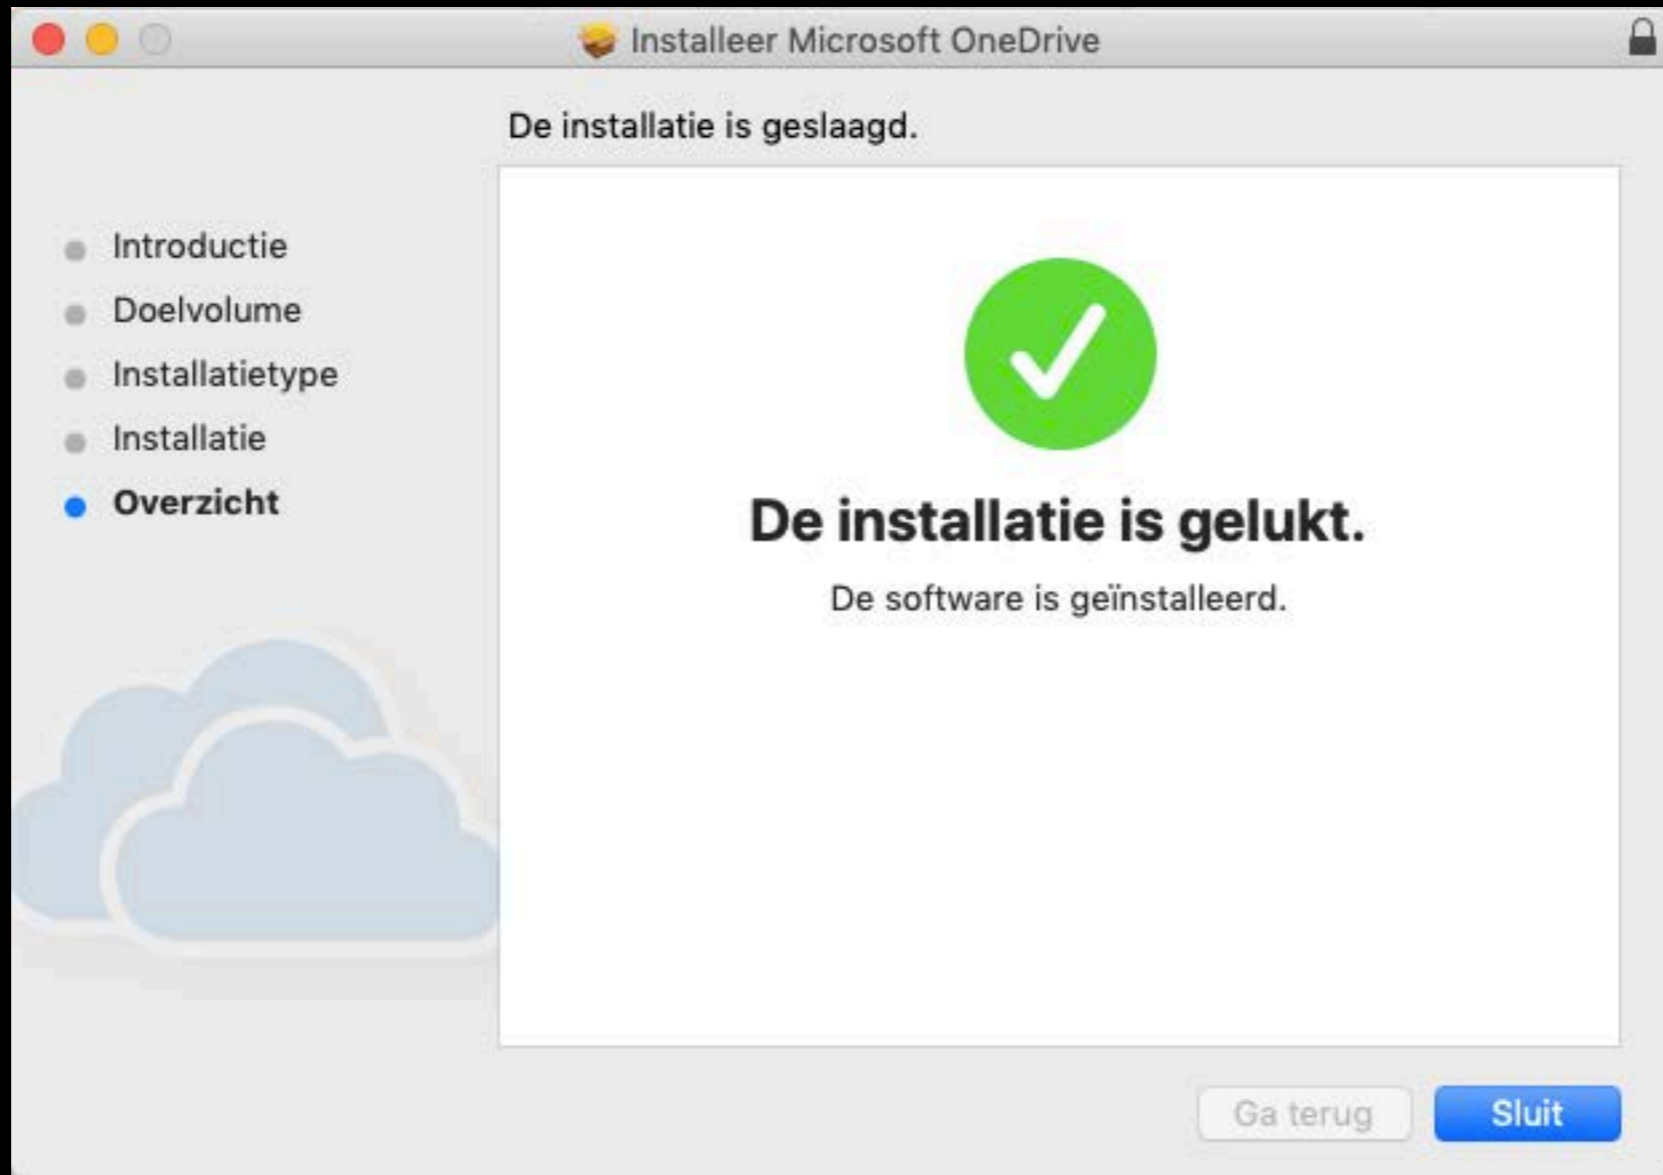 Installeer Microsoft OneDrive
De installatie is geslaagd.
Introductie
Doelvolume
Installatietype
Installatie
Overzicht
De installatie is gelukt.
De software is geïnstalleerd.
Ga terug
Sluit